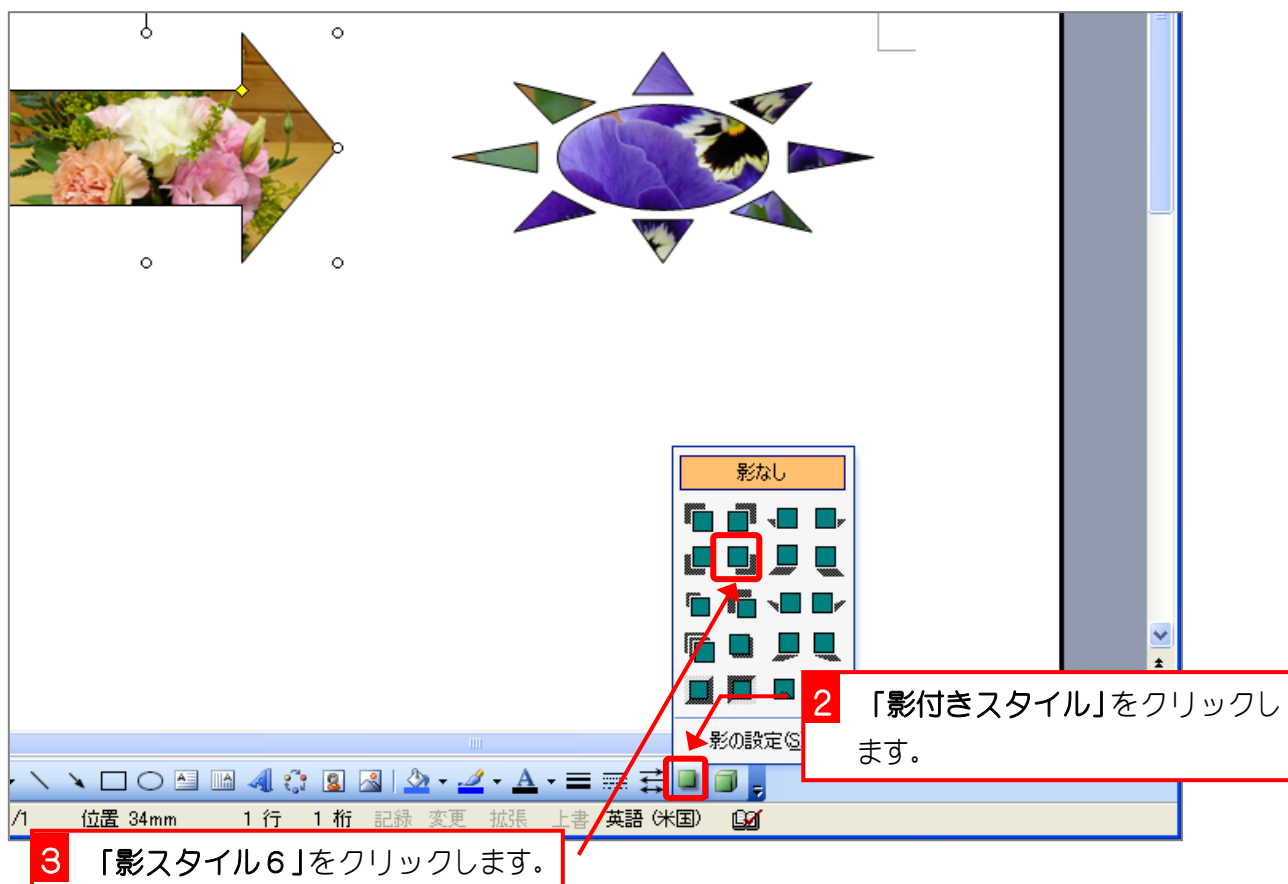 影なし
影の設定(S
2 「影付きスタイル」をクリックし
ます。
/1 位置 34mm 1 行 1 桁 記録 変更 拡張 上書 英語 (米国)
3 「影スタイル６」をクリックします。